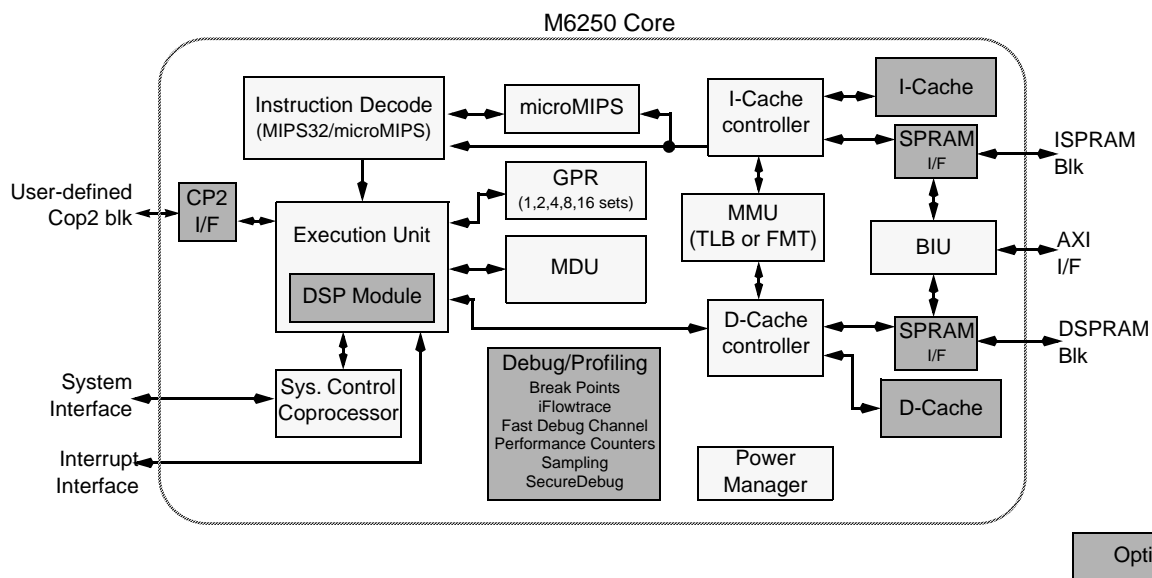 M6250 Core
Instruction Decode
(MIPS32/microMIPS)
microMIPS
I-Cache
controller
I-Cache
SPRAM
I/F
ISPRAM
Blk
User-defined
Cop2 blk
CP2
I/F
GPR
(1,2,4,8,16 sets)
Execution Unit
MDU
DSP Module
MMU
(TLB or FMT)
BIU
AXI
I/F
D-Cache
controller
SPRAM
I/F
DSPRAM
Blk
D-Cache
System
Interface
Sys. Control
Coprocessor
Interrupt
Interface
Debug/Profiling
Break Points
iFlowtrace
Fast Debug Channel
Performance Counters
Sampling
SecureDebug
Power
Manager
Opti